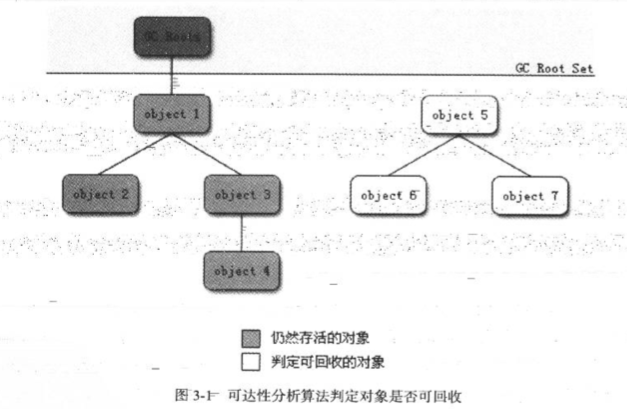 GC Roots
GC Root Set
object 1
object 5
object 2
object 3
object 6
object 7
object 4
仍然存活的对象
判定可回收的对象
图 3-1 可达性分析算法判定对象是否可回收